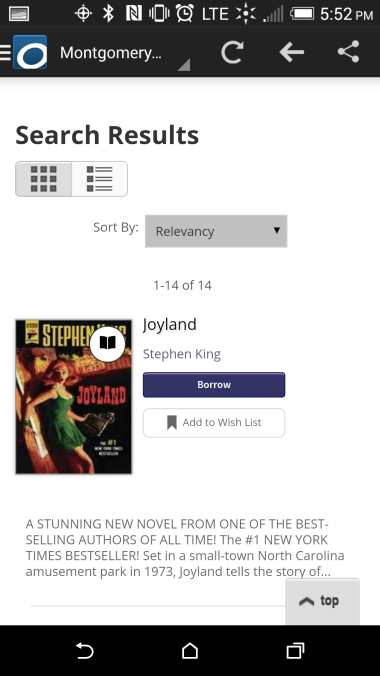 LTE 5:52 PM
Montgomery...
Search Results
Sort By: Relevancy
1-14 of 14
STEPHEN KING
JOYLAND
THE #1
NEW YORK TIMES
BESTSELLER
Joyland
Stephen King
Borrow
Add to Wish List
A STUNNING NEW NOVEL FROM ONE OF THE BEST-
SELLING AUTHORS OF ALL TIME! The #1 NEW YORK
TIMES BESTSELLER! Set in a small-town North Carolina
amusement park in 1973, Joyland tells the story of...
top